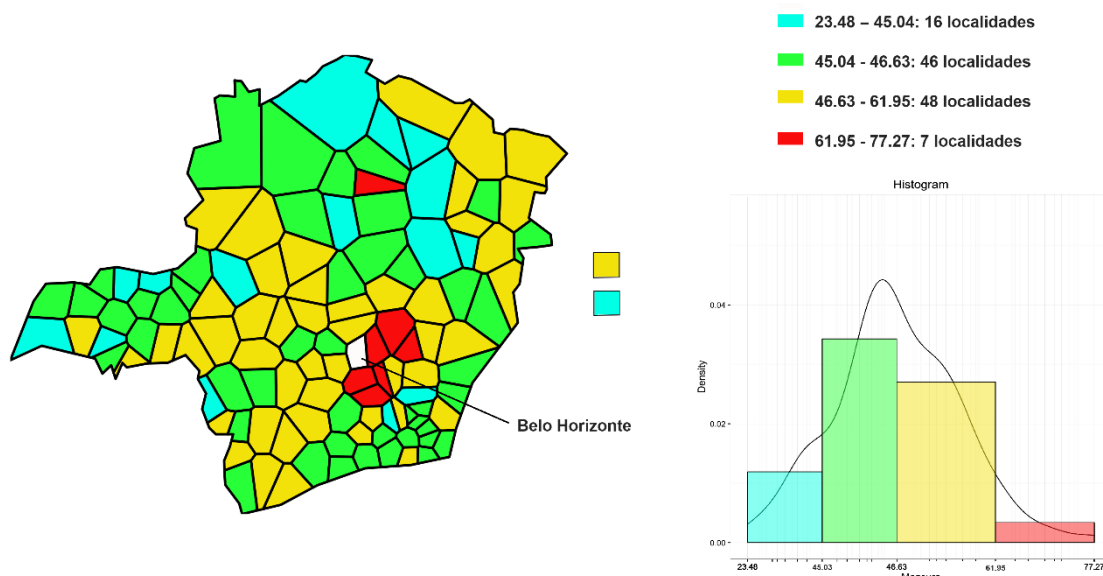 23.48 – 45.04: 16 localidades
45.04 - 46.63: 46 localidades
46.63 - 61.95: 48 localidades
61.95 - 77.27: 7 localidades
Belo Horizonte
Histogram
Density
0.04
0.02
0.00
23.48 45.03 46.63 61.95 77.27